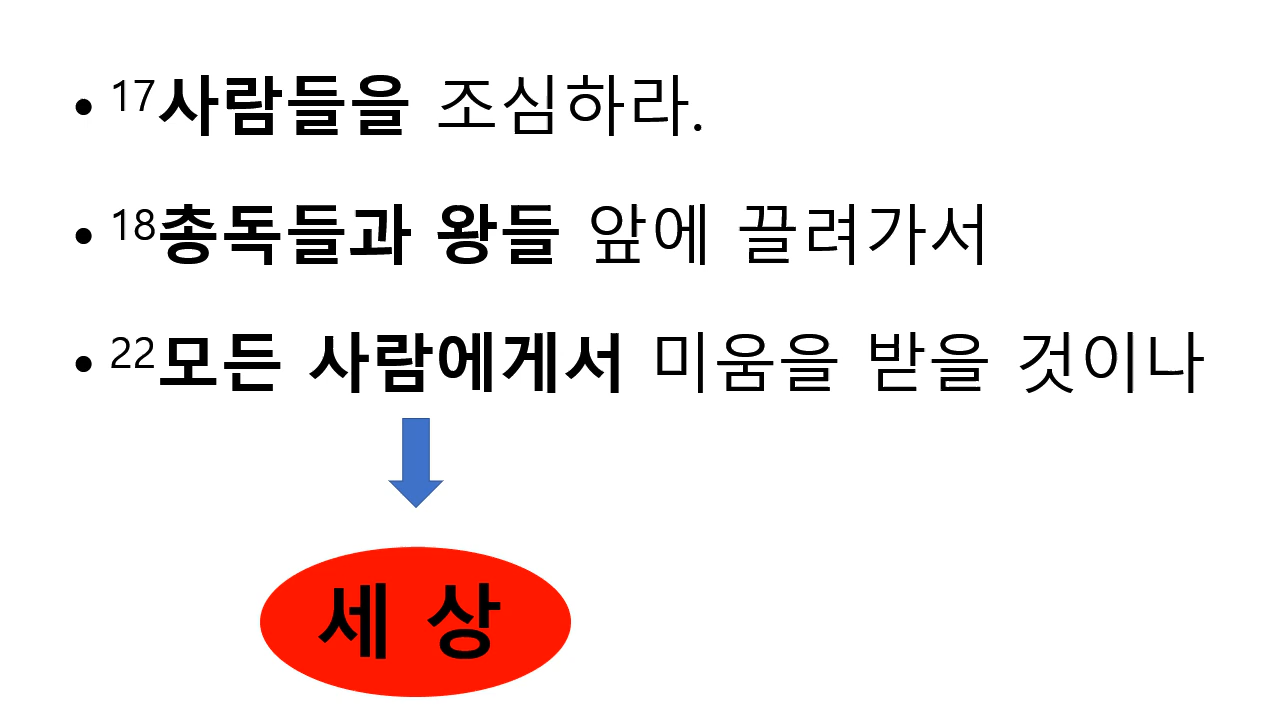 • 17사람들을 조심하라.
• 18총독들과 왕들 앞에 끌려가서
• 22모든 사람에게서 미움을 받을 것이나
세 상